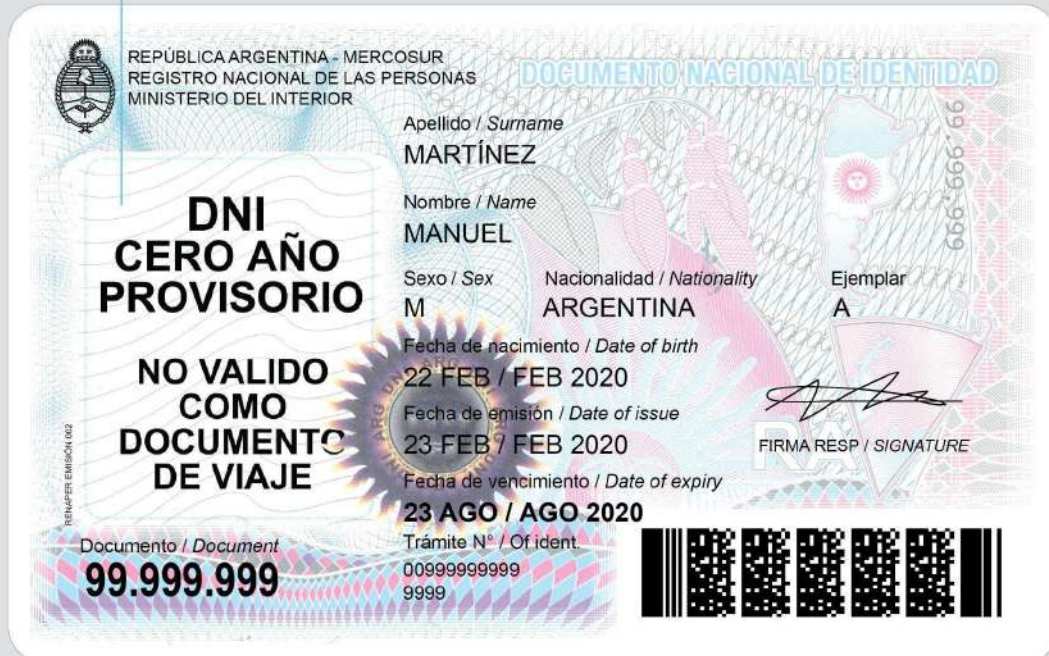 REPÚBLICA ARGENTINA - MERCOSUR
REGISTRO NACIONAL DE LAS PERSONAS
MINISTERIO DEL INTERIOR
DOCUMENTO NACIONAL DE IDENTIDAD
Apellido / Surname
MARTÍNEZ
Nombre / Name
MANUEL
Sexo / Sex Nacionalidad / Nationality Ejemplar
M ARGENTINA A
Fecha de nacimiento / Date of birth
22 FEB / FEB 2020
Fecha de emisión / Date of issue
23 FEB / FEB 2020
Fecha de vencimiento / Date of expiry
23 AGO / AGO 2020
Trámite N° / Of ident.
00999999999
9999
DNI
CERO AÑO
PROVISORIO
NO VALIDO
COMO
DOCUMENTO
DE VIAJE
RENAPER EMISIÓN 002
Documento / Document
99.999.999
99.999.999
RA
FIRMA RESP / SIGNATURE